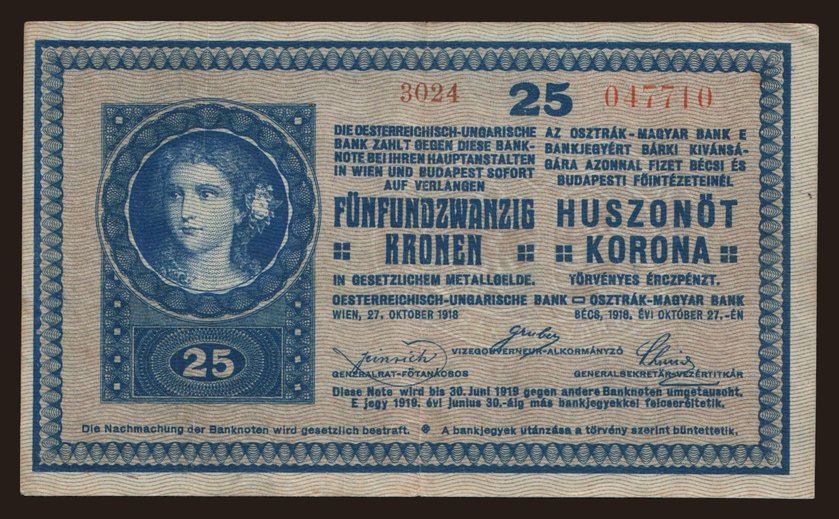 3024 25 047710
DIE OESTERREICHISCH-UNGARISCHE
BANK ZAHLT GEGEN DIESE BANK-
NOTE BEI IHREN HAUPTANSTALTEN
IN WIEN UND BUDAPEST SOFORT
AUF VERLANGEN
FÜNFUNDZWANZIG
KRONEN
IN GESETZLICHEM METALLGELDE.
AZ OSZTRÁK-MAGYAR BANK E
BANKJEGYÉRT BÁRKI KIVÁNSÁ-
GÁRA AZONNAL FIZET BÉCSI ÉS
BUDAPESTI FŐINTÉZETEINÉL
HUSZONÖT
KORONA
TÖRVÉNYES ÉRCZPÉNZT.
OESTERREICHISCH-UNGARISCHE BANK OSZTRÁK-MAGYAR BANK
WIEN, 27. OKTOBER 1918
BÉCS, 1918. ÉVI OKTÓBER 27.-ÉN
Gruber
VIZEGOUVERNEUR-ALKORMÁNYZÓ
GENERALRAT-FŐTANÁCSOS
GENERALSEKRETÄR-VEZÉRTITKÁR
25
Diese Note wird bis 30. Juni 1919 gegen andere Banknoten umgetauscht.
E jegy 1919. évi junius 30.-áig más bankjegyekkel felcseréltetik.
Die Nachmachung der Banknoten wird gesetzlich bestraft. A bankjegyek utánzása a törvény szerint büntettetik.